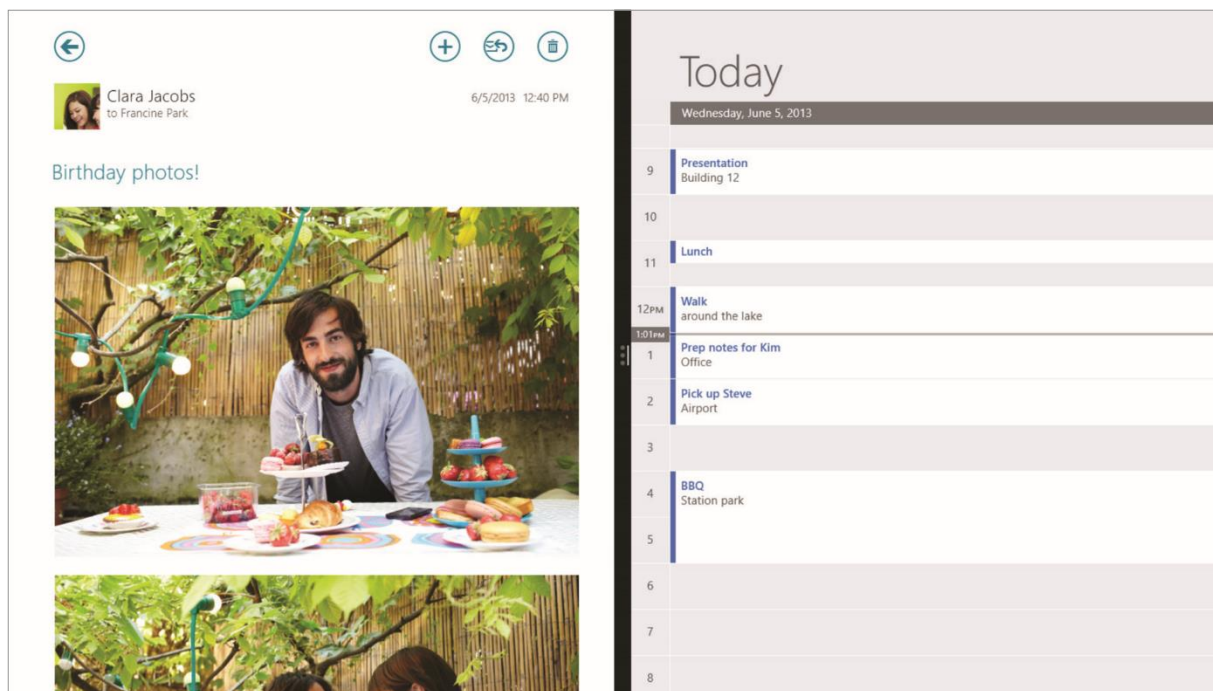 Clara Jacobs
to Francine Park
6/5/2013 12:40 PM
Birthday photos!
Today
Wednesday, June 5, 2013
9
Presentation
Building 12
10
11
Lunch
12PM
Walk
around the lake
1:01PM
1
Prep notes for Kim
Office
2
Pick up Steve
Airport
3
4
BBQ
Station park
5
6
7
8